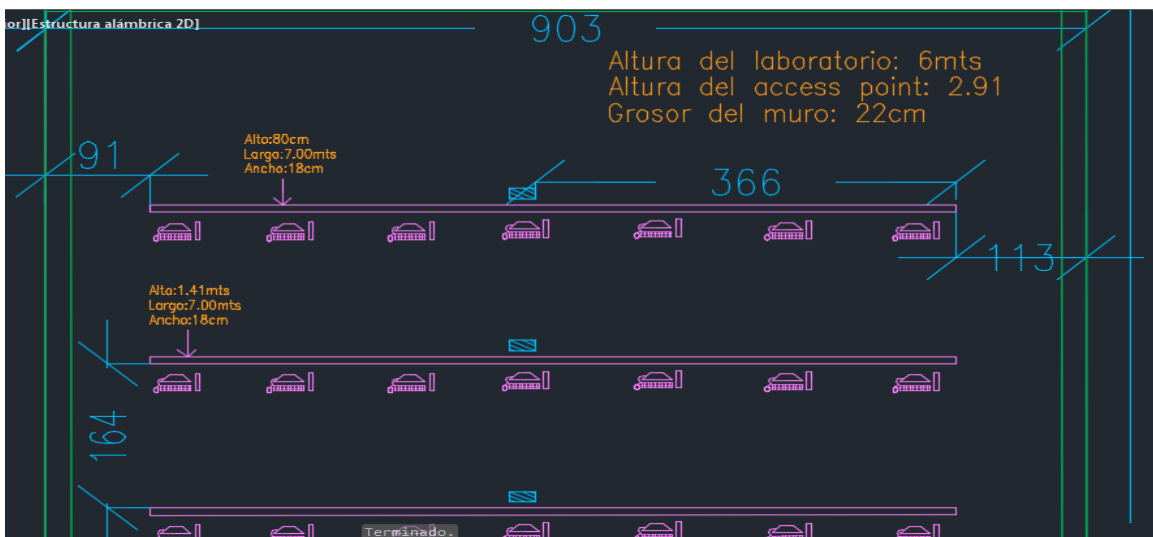 ior][Estructura alámbrica 2D]
903
Altura del laboratorio: 6mts
Altura del access point: 2.91
Grosor del muro: 22cm
Alto:80cm
Largo:7.00mts
Ancho:18cm
91
366
113
Alto:1.41mts
Largo:7.00mts
Ancho:18cm
164
Terminado.